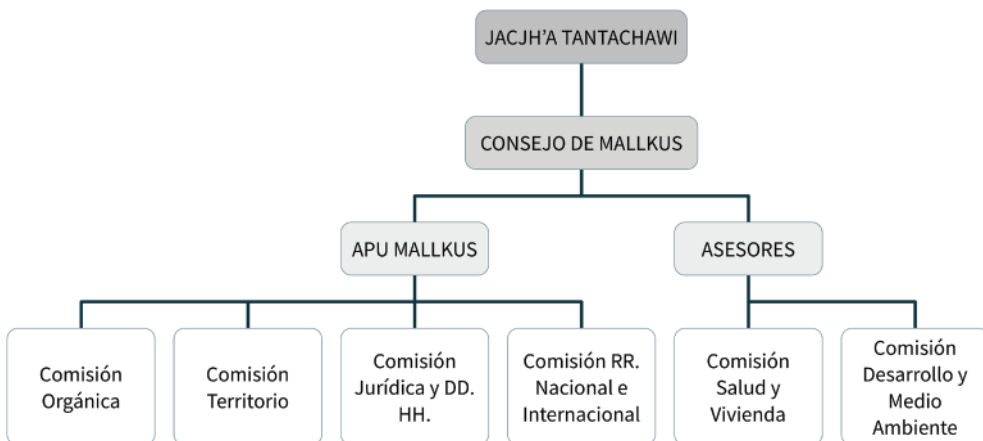 JACJH’A TANTACHAWI
CONSEJO DE MALLKUS
APU MALLKUS
ASESORES
Comisión
Orgánica
Comisión
Territorio
Comisión
Jurídica y DD.
HH.
Comisión RR.
Nacional e
Internacional
Comisión
Salud y
Vivienda
Comisión
Desarrollo y
Medio
Ambiente